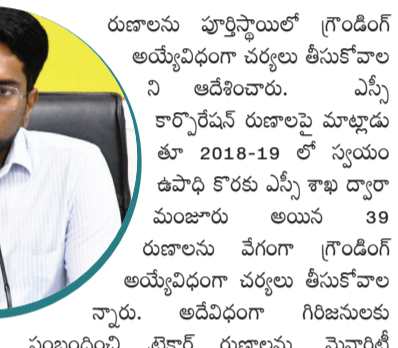 రుణాలను పూర్తిస్థాయిలో గ్రౌండింగ్
అయ్యేవిధంగా చర్యలు తీసుకోవాల
ని ఆదేశించారు. ఎస్సీ
కార్పొరేషన్ రుణాలపై మాట్లాడు
తూ 2018-19 లో స్వయం
ఉపాధి కొరకు ఎస్సీ శాఖ ద్వారా
మంజూరు అయిన 39
రుణాలను వేగంగా గ్రౌండింగ్
అయ్యేవిధంగా చర్యలు తీసుకోవాల
న్నారు. అదేవిధంగా గిరిజనులకు
సంబంధించి ట్రైకార్ రుణాలను మైనారిటీ